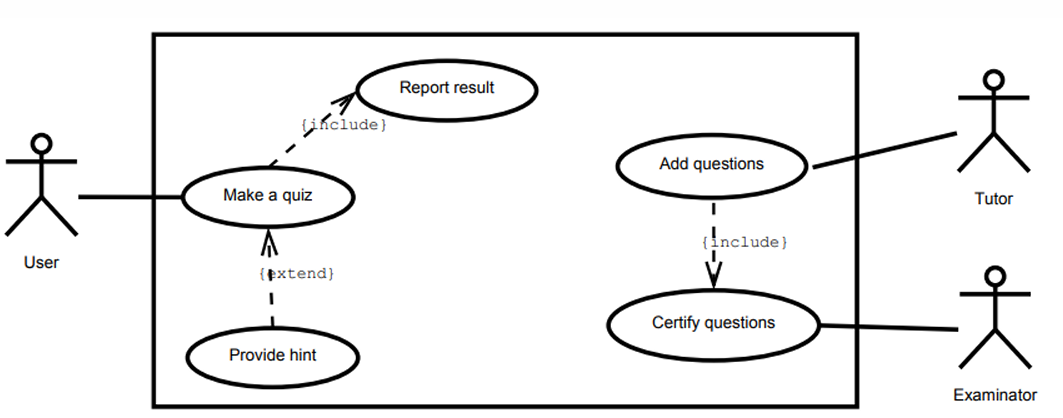 Report result
{include}
Add questions
Make a quiz
Tutor
{include}
User
{extend}
Certify questions
Provide hint
Examinator